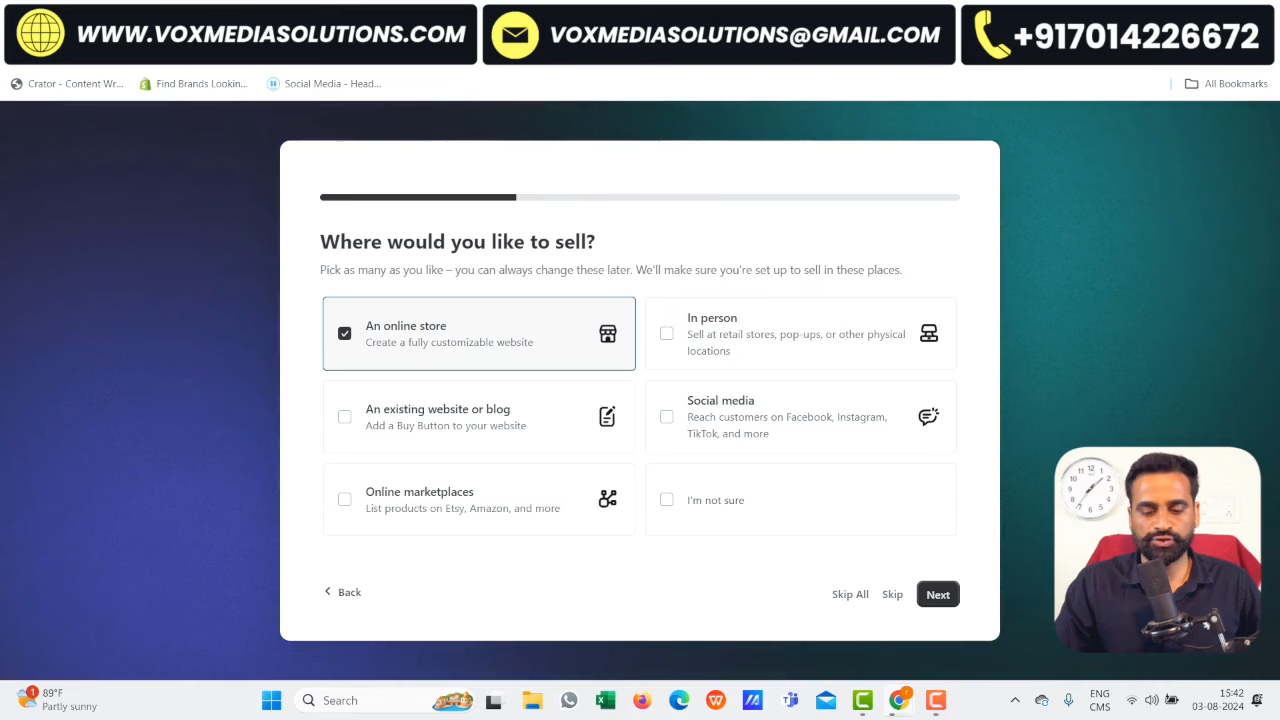 WWW.VOXMEDIASOLUTIONS.COM
VOXMEDIASOLUTIONS@GMAIL.COM
+917014226672
Crator - Content Wr...
Find Brands Lookin...
Social Media - Head...
All Bookmarks
Where would you like to sell?
Pick as many as you like – you can always change these later. We'll make sure you're set up to sell in these places.
An online store
Create a fully customizable website
In person
Sell at retail stores, pop-ups, or other physical
locations
An existing website or blog
Add a Buy Button to your website
Social media
Reach customers on Facebook, Instagram,
TikTok, and more
Online marketplaces
List products on Etsy, Amazon, and more
I'm not sure
Back
Skip All
Skip
Next
1
89°F
Partly sunny
Search
ENG
CMS
15:42
03-08-2024